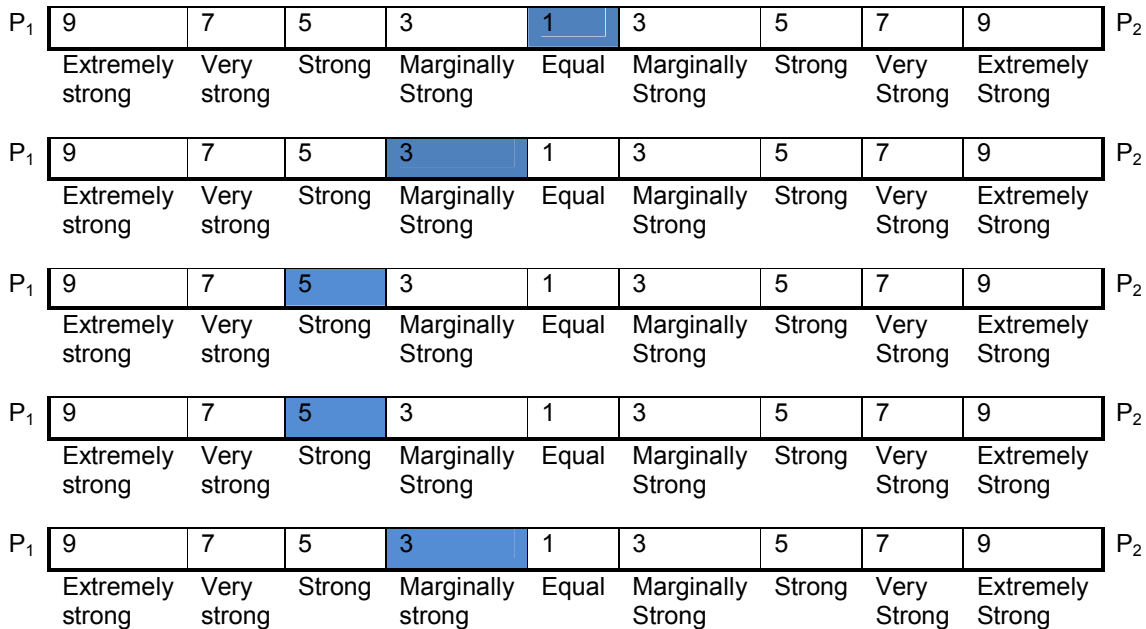 P₁ 9 7 5 3 1 3 5 7 9 P₂
Extremely Very Strong Marginally Equal Marginally Strong Very Extremely
strong strong Strong Strong Strong Strong
P₁ 9 7 5 3 1 3 5 7 9 P₂
Extremely Very Strong Marginally Equal Marginally Strong Very Extremely
strong strong Strong Strong Strong Strong
P₁ 9 7 5 3 1 3 5 7 9 P₂
Extremely Very Strong Marginally Equal Marginally Strong Very Extremely
strong strong Strong Strong Strong Strong
P₁ 9 7 5 3 1 3 5 7 9 P₂
Extremely Very Strong Marginally Equal Marginally Strong Very Extremely
strong strong Strong Strong Strong Strong
P₁ 9 7 5 3 1 3 5 7 9 P₂
Extremely Very Strong Marginally Equal Marginally Strong Very Extremely
strong strong strong Strong Strong Strong